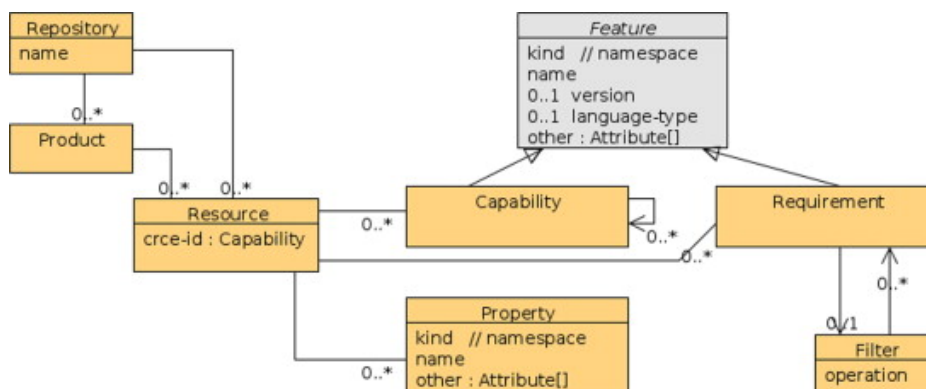 Repository
name
0..*
Product
0..*
0..*
Resource
crce-id : Capability
Feature
kind // namespace
name
0..1 version
0..1 language-type
other : Attribute[]
Capability
0..*
0..*
Requirement
0..*
Property
kind // namespace
name
other : Attribute[]
0..*
0..*
0../1
Filter
operation